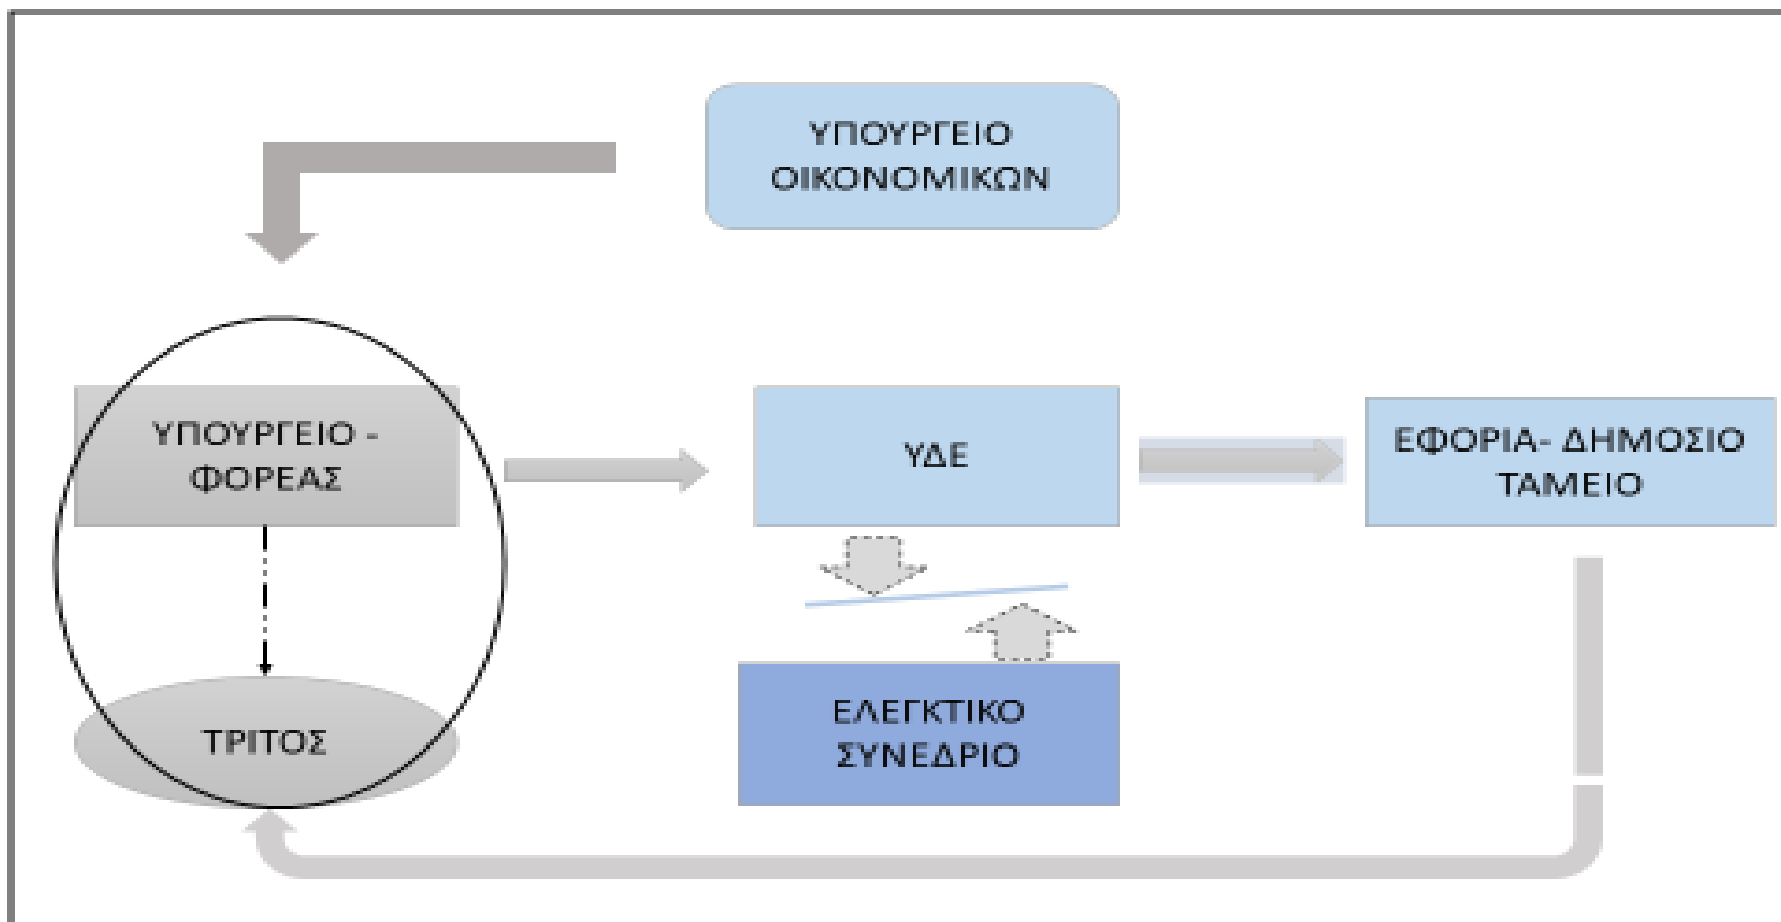 ΥΠΟΥΡΓΕΙΟ
ΟΙΚΟΝΟΜΙΚΩΝ
ΥΠΟΥΡΓΕΙΟ -
ΦΟΡΕΑΣ
ΥΔΕ
ΕΦΟΡΙΑ- ΔΗΜΟΣΙΟ
ΤΑΜΕΙΟ
ΕΛΕΓΚΤΙΚΟ
ΣΥΝΕΔΡΙΟ
ΤΡΙΤΟΣ